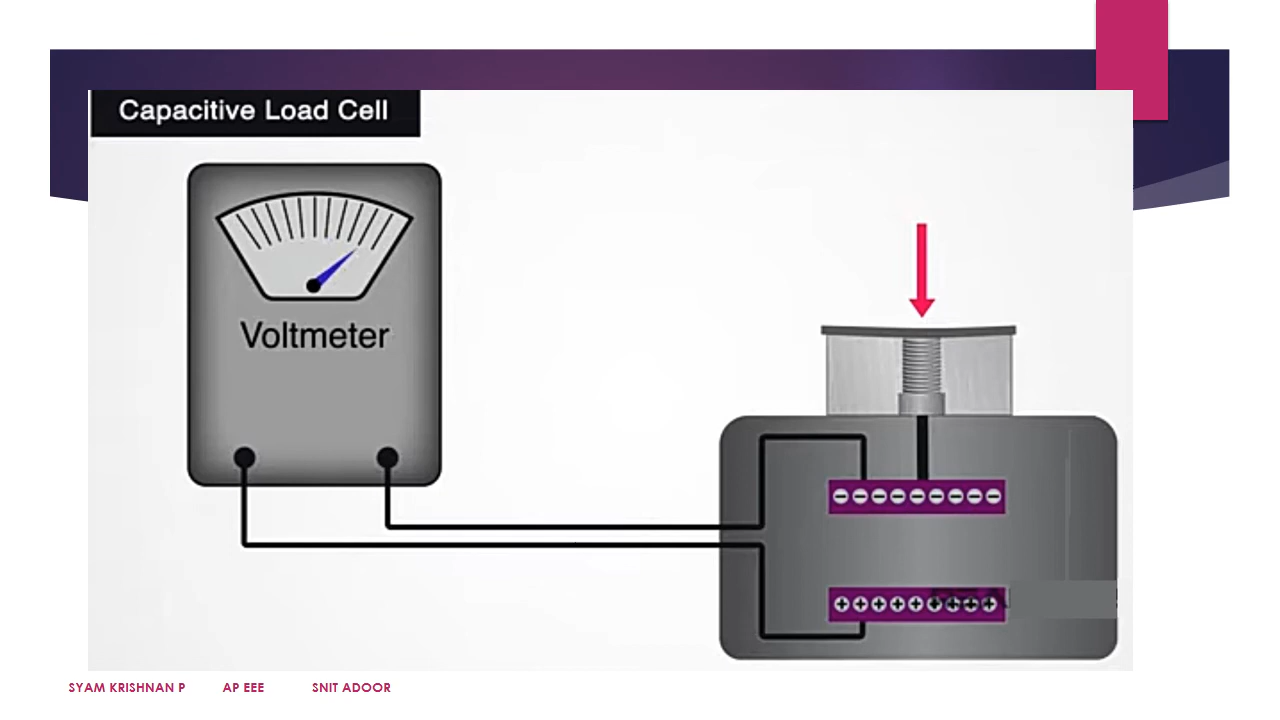 Capacitive Load Cell
Voltmeter
− − − − − − − − −
+ + + + + + + + +
SYAM KRISHNAN P AP EEE SNIT ADOOR